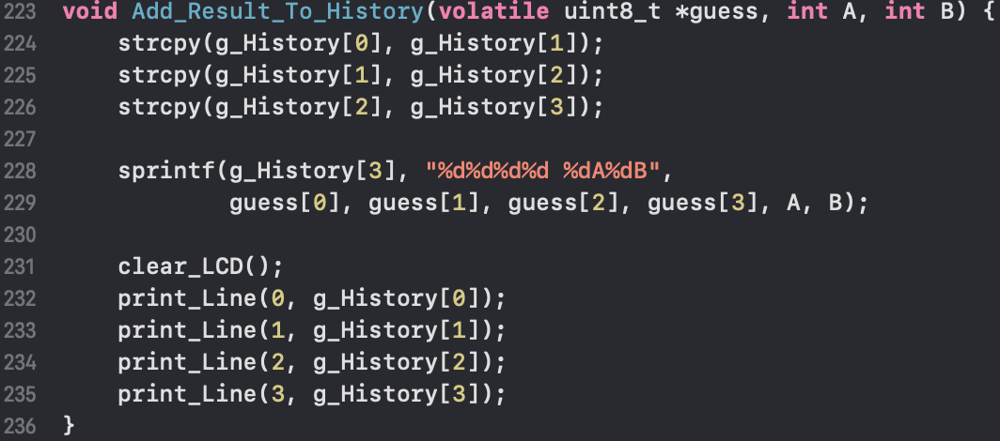 223 void Add_Result_To_History(volatile uint8_t *guess, int A, int B) {
224     strcpy(g_History[0], g_History[1]);
225     strcpy(g_History[1], g_History[2]);
226     strcpy(g_History[2], g_History[3]);
227
228     sprintf(g_History[3], "%d%d%d%d %dA%dB",
229             guess[0], guess[1], guess[2], guess[3], A, B);
230
231     clear_LCD();
232     print_Line(0, g_History[0]);
233     print_Line(1, g_History[1]);
234     print_Line(2, g_History[2]);
235     print_Line(3, g_History[3]);
236 }